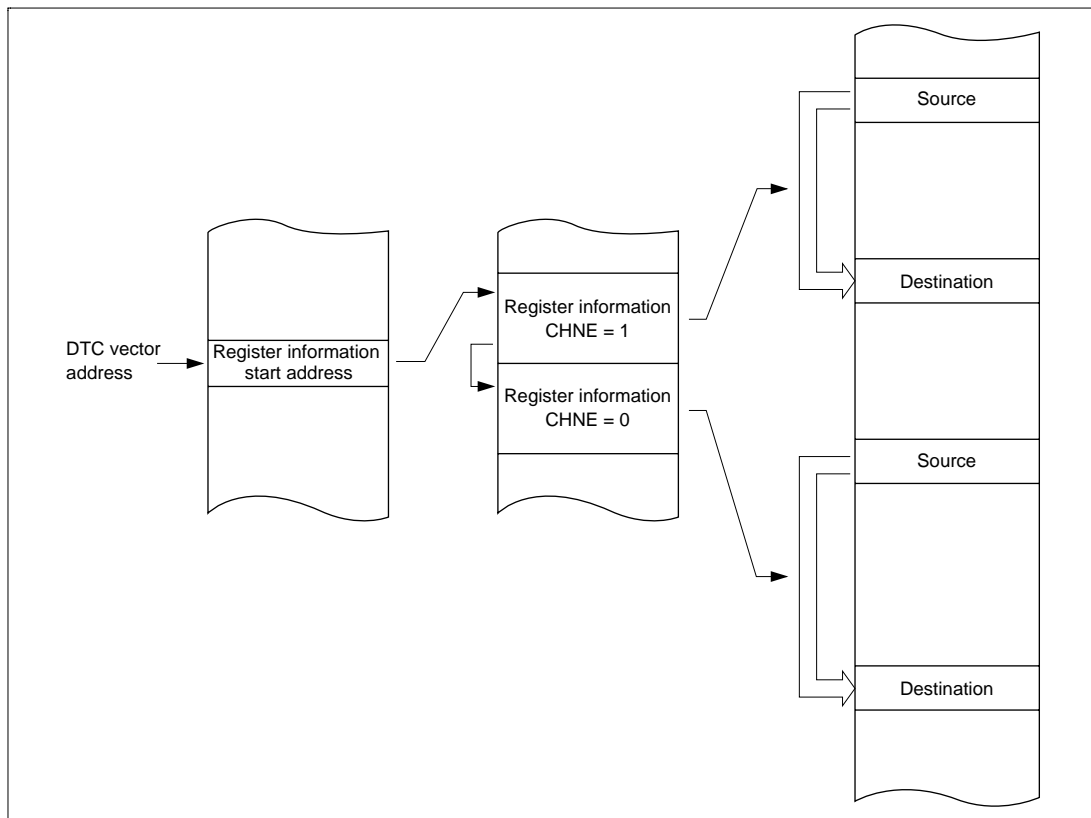 DTC vector
address
Register information
start address
Register information
CHNE = 1
Register information
CHNE = 0
Source
Destination
Source
Destination